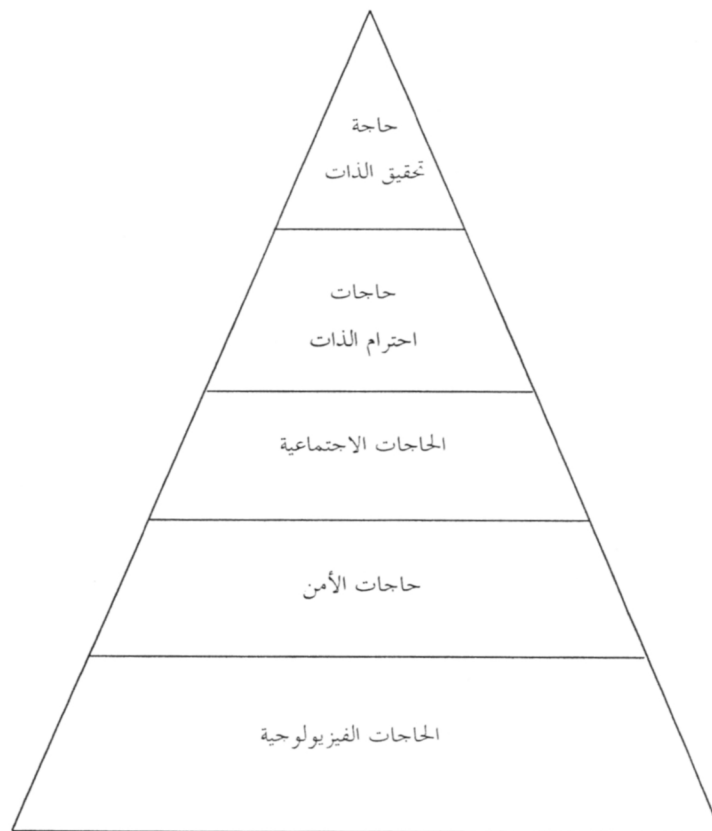 حاجة
تحقيق الذات
حاجات
احترام الذات
الحاجات الاجتماعية
حاجات الأمن
الحاجات الفيزيولوجية